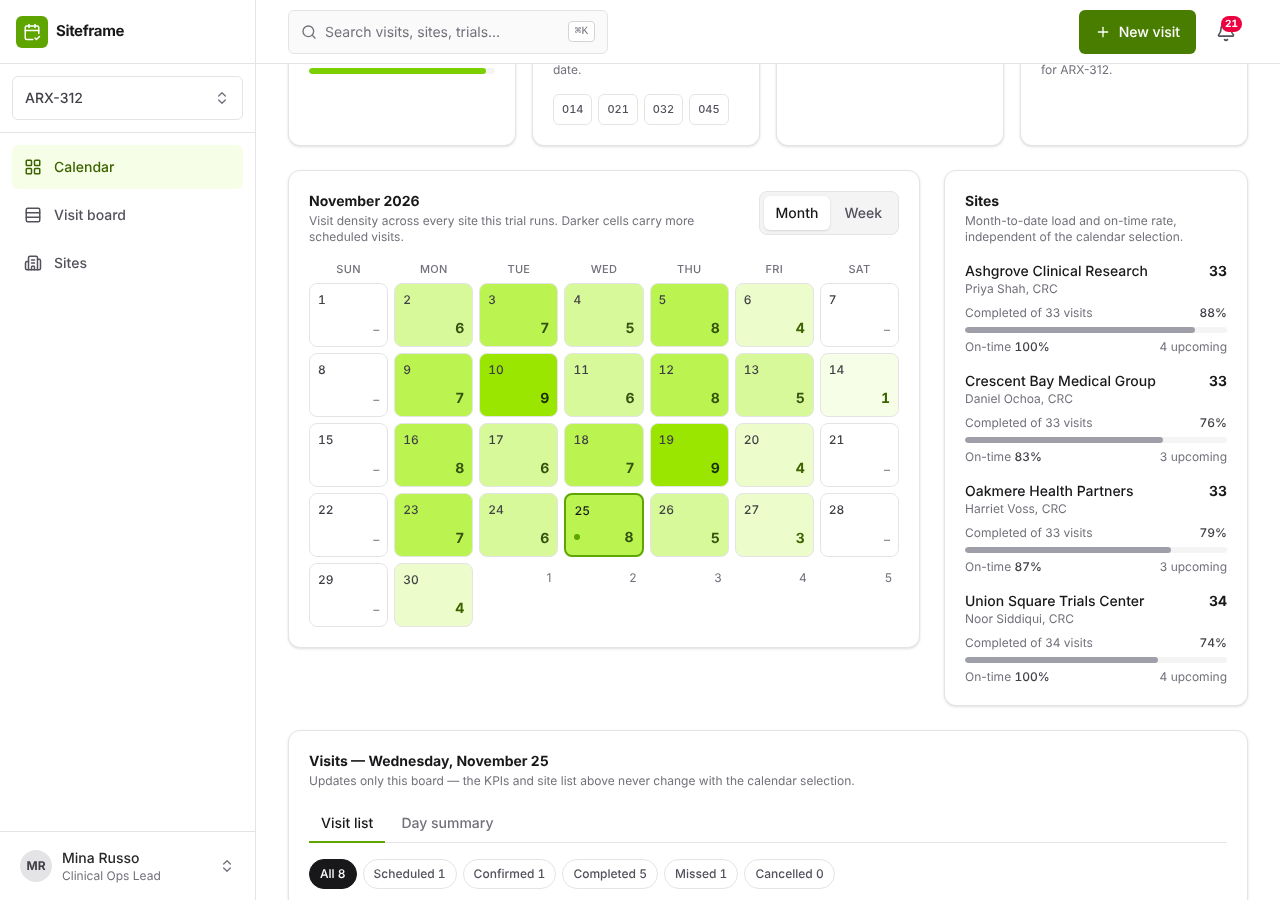 Siteframe
Search visits, sites, trials...
⌘K
New visit
21
ARX-312
Calendar
Visit board
Sites
date.
014 021 032 045
for ARX-312.
November 2026
Visit density across every site this trial runs. Darker cells carry more
scheduled visits.
Month Week
SUN MON TUE WED THU FRI SAT
1 2 3 4 5 6 7
– 6 7 5 8 4 –
8 9 10 11 12 13 14
– 7 9 6 8 5 1
15 16 17 18 19 20 21
– 8 6 7 9 4 –
22 23 24 25 26 27 28
– 7 6 8 5 3 –
29 30 1 2 3 4 5
– 4
Sites
Month-to-date load and on-time rate,
independent of the calendar selection.
Ashgrove Clinical Research 33
Priya Shah, CRC
Completed of 33 visits 88%
On-time 100% 4 upcoming
Crescent Bay Medical Group 33
Daniel Ochoa, CRC
Completed of 33 visits 76%
On-time 83% 3 upcoming
Oakmere Health Partners 33
Harriet Voss, CRC
Completed of 33 visits 79%
On-time 87% 3 upcoming
Union Square Trials Center 34
Noor Siddiqui, CRC
Completed of 34 visits 74%
On-time 100% 4 upcoming
Visits — Wednesday, November 25
Updates only this board — the KPIs and site list above never change with the calendar selection.
Visit list Day summary
All 8 Scheduled 1 Confirmed 1 Completed 5 Missed 1 Cancelled 0
MR
Mina Russo
Clinical Ops Lead